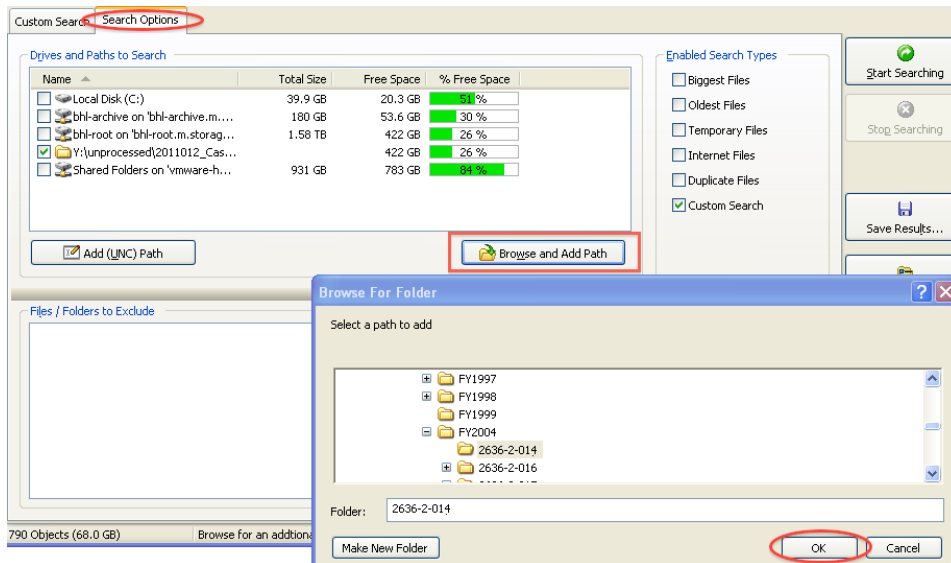 Custom Search
Search Options
Drives and Paths to Search
Name Total Size Free Space % Free Space
Local Disk (C:) 39.9 GB 20.3 GB 51 %
bhl-archive on 'bhl-archive.m.... 180 GB 53.6 GB 30 %
bhl-root on 'bhl-root.m.storag... 1.58 TB 422 GB 26 %
Y:\unprocessed\2011012_Cas... 422 GB 26 %
Shared Folders on 'vmware-h... 931 GB 783 GB 84 %
Add (UNC) Path
Browse and Add Path
Enabled Search Types
Biggest Files
Oldest Files
Temporary Files
Internet Files
Duplicate Files
Custom Search
Start Searching
Stop Searching
Save Results...
Files / Folders to Exclude
Browse For Folder
Select a path to add
FY1997
FY1998
FY1999
FY2004
2636-2-014
2636-2-016
Folder: 2636-2-014
Make New Folder
OK
Cancel
790 Objects (68.0 GB)
Browse for an addtiona